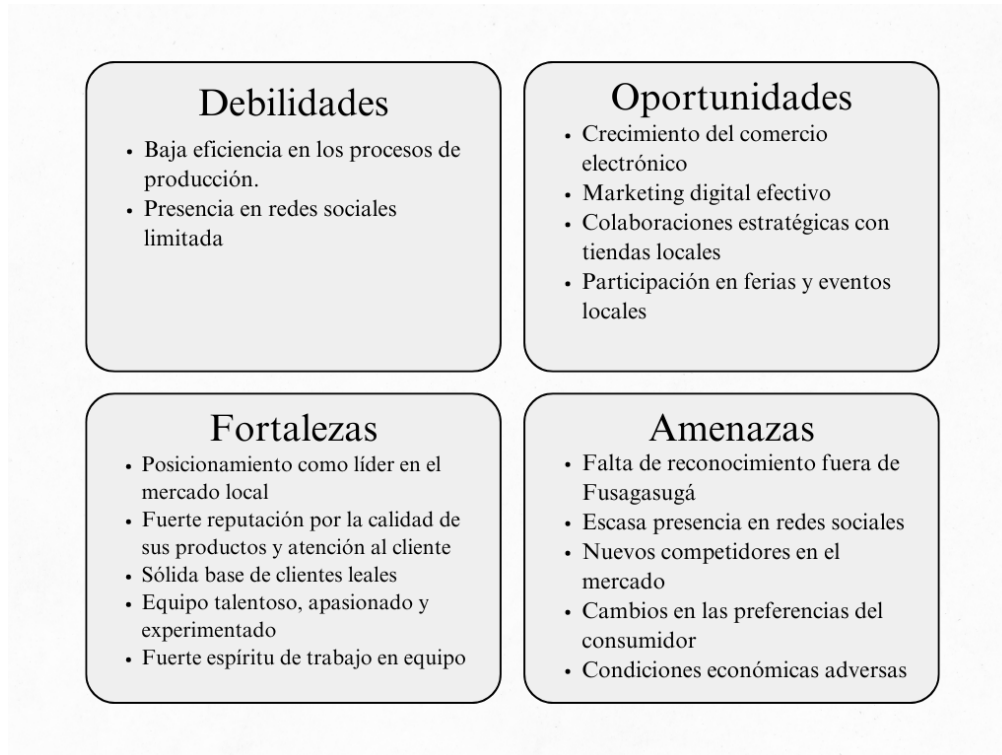 Debilidades
• Baja eficiencia en los procesos de
producción.
• Presencia en redes sociales
limitada
Oportunidades
• Crecimiento del comercio
electrónico
• Marketing digital efectivo
• Colaboraciones estratégicas con
tiendas locales
• Participación en ferias y eventos
locales
Fortalezas
• Posicionamiento como líder en el
mercado local
• Fuerte reputación por la calidad de
sus productos y atención al cliente
• Sólida base de clientes leales
• Equipo talentoso, apasionado y
experimentado
• Fuerte espíritu de trabajo en equipo
Amenazas
• Falta de reconocimiento fuera de
Fusagasugá
• Escasa presencia en redes sociales
• Nuevos competidores en el
mercado
• Cambios en las preferencias del
consumidor
• Condiciones económicas adversas